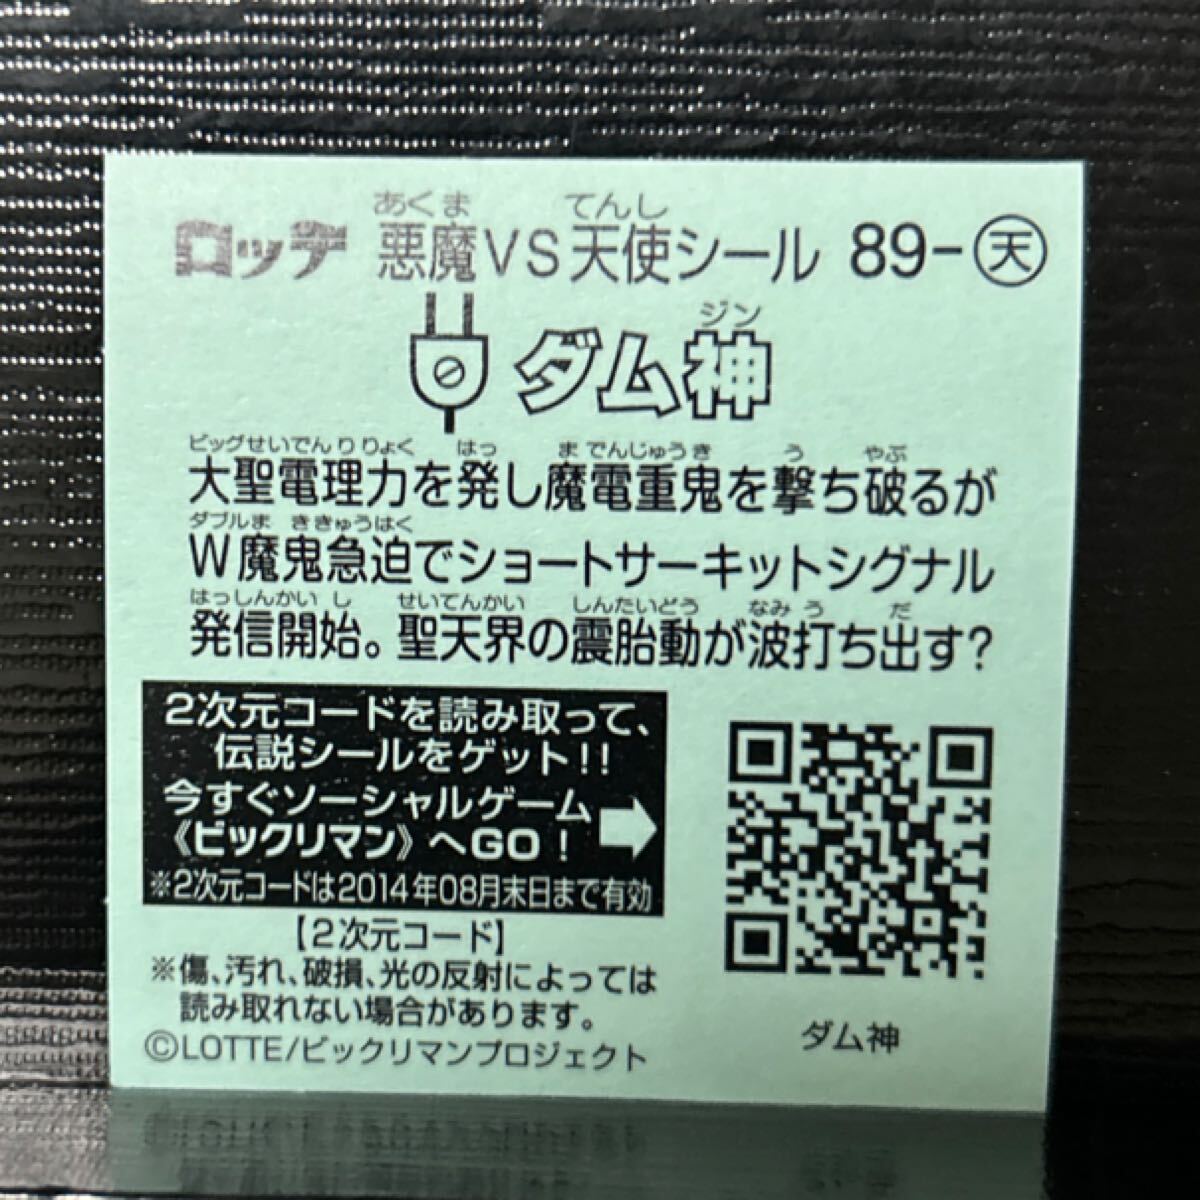 あくま てんし
ロッテ 悪魔VS天使シール 89-天
ジン
ダム神
ビッグせいでんりりょく はっ までんじゅうき う やぶ
大聖電理力を発し魔電重鬼を撃ち破るが
ダブルま ききゅうはく
W魔鬼急迫でショートサーキットシグナル
はっしんかいし せいてんかい しんたいどう なみう だ
発信開始。聖天界の震胎動が波打ち出す?
2次元コードを読み取って、
伝説シールをゲット!!
今すぐソーシャルゲーム
《ビックリマン》へGO!
※2次元コードは2014年08月末日まで有効
【2次元コード】
※傷、汚れ、破損、光の反射によっては
読み取れない場合があります。
©LOTTE/ビックリマンプロジェクト
ダム神